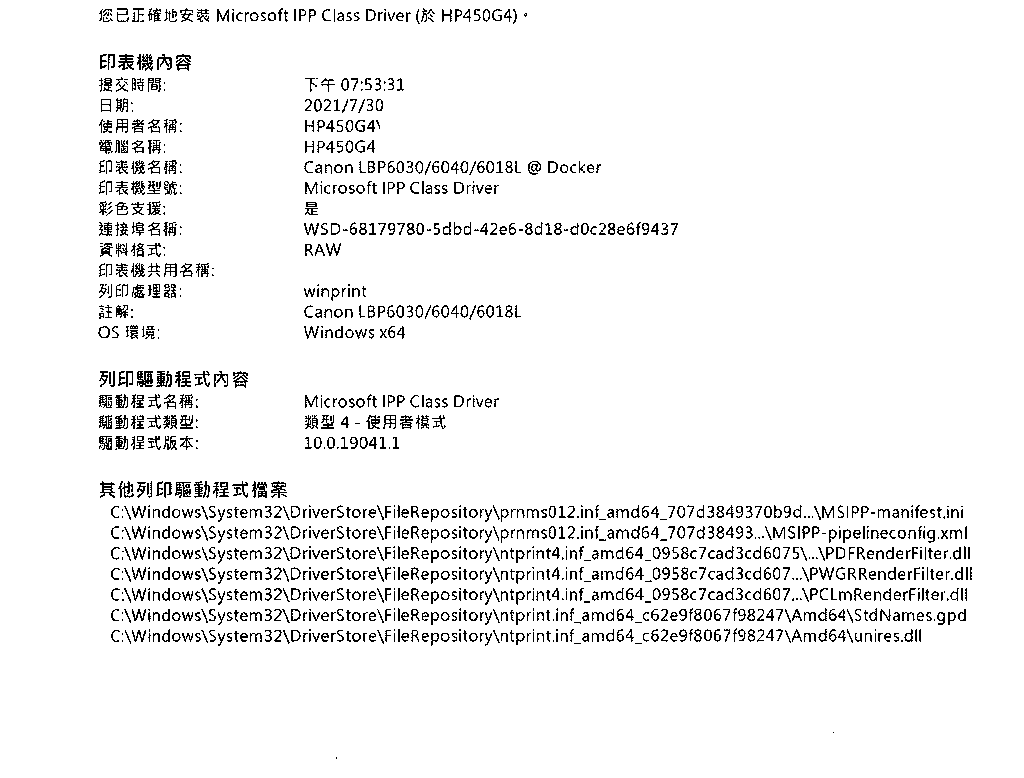 您已正確地安裝 Microsoft IPP Class Driver (於 HP450G4)。
印表機內容
提交時間: 下午 07:53:31
日期: 2021/7/30
使用者名稱: HP450G4\
電腦名稱: HP450G4
印表機名稱: Canon LBP6030/6040/6018L @ Docker
印表機型號: Microsoft IPP Class Driver
彩色支援: 是
連接埠名稱: WSD-68179780-5dbd-42e6-8d18-d0c28e6f9437
資料格式: RAW
印表機共用名稱:
列印處理器: winprint
註解: Canon LBP6030/6040/6018L
OS 環境: Windows x64
列印驅動程式內容
驅動程式名稱: Microsoft IPP Class Driver
驅動程式類型: 類型 4 - 使用者模式
驅動程式版本: 10.0.19041.1
其他列印驅動程式檔案
C:\Windows\System32\DriverStore\FileRepository\prnms012.inf_amd64_707d3849370b9d...\MSIPP-manifest.ini
C:\Windows\System32\DriverStore\FileRepository\prnms012.inf_amd64_707d38493...\MSIPP-pipelineconfig.xml
C:\Windows\System32\DriverStore\FileRepository\ntprint4.inf_amd64_0958c7cad3cd6075\...\PDFRenderFilter.dll
C:\Windows\System32\DriverStore\FileRepository\ntprint4.inf_amd64_0958c7cad3cd607...\PWGRRenderFilter.dll
C:\Windows\System32\DriverStore\FileRepository\ntprint4.inf_amd64_0958c7cad3cd607...\PCLmRenderFilter.dll
C:\Windows\System32\DriverStore\FileRepository\ntprint.inf_amd64_c62e9f8067f98247\Amd64\StdNames.gpd
C:\Windows\System32\DriverStore\FileRepository\ntprint.inf_amd64_c62e9f8067f98247\Amd64\unires.dll